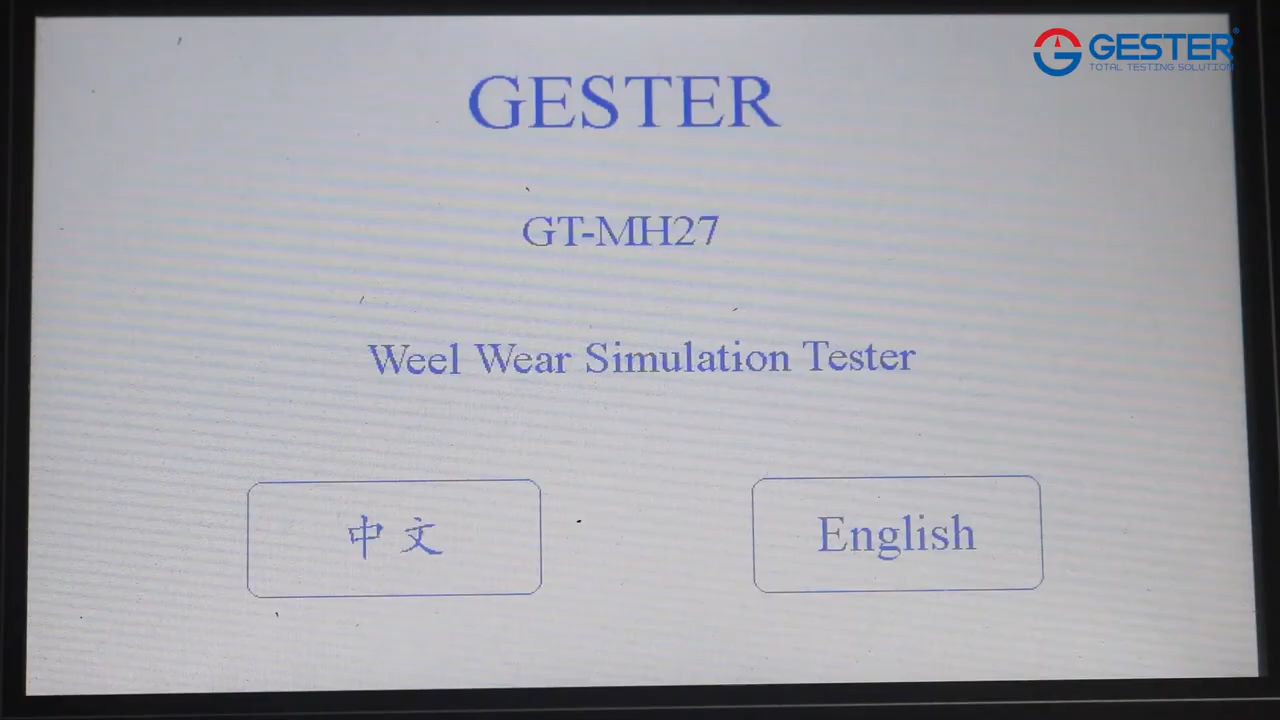 GESTER®
TOTAL TESTING SOLUTION
GESTER
GT-MH27
Weel Wear Simulation Tester
中文
English